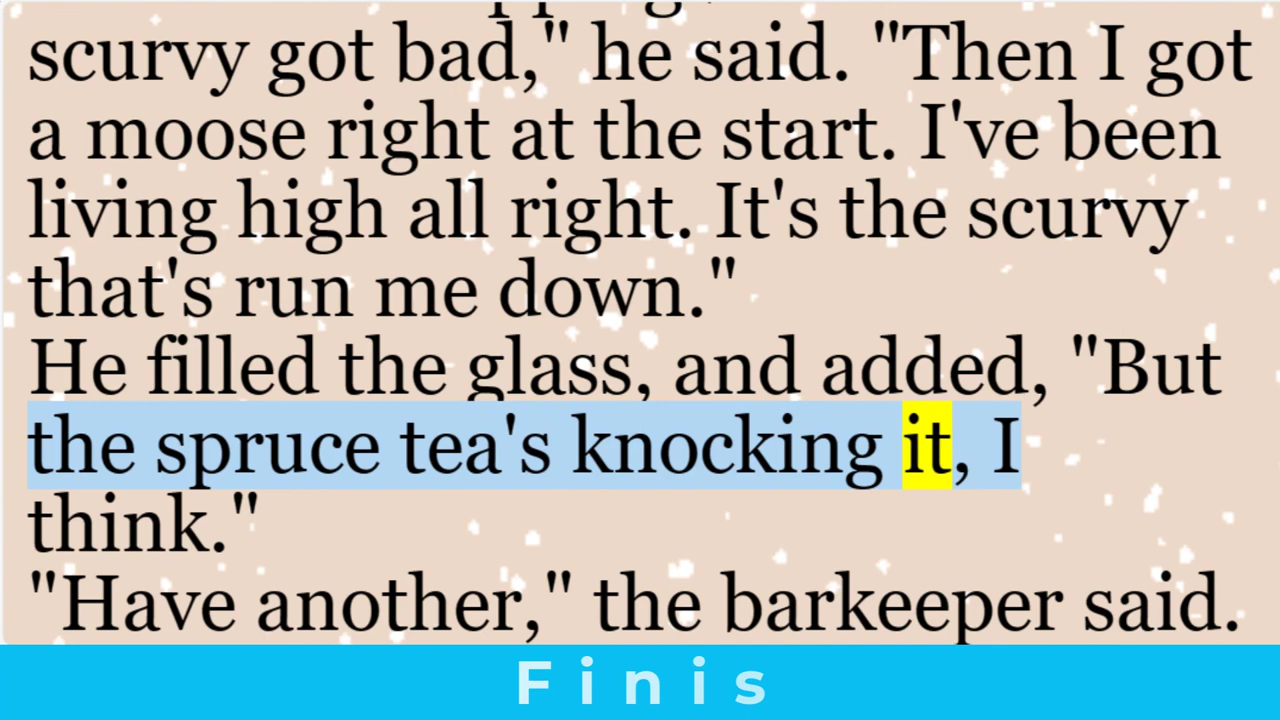 scurvy got bad," he said. "Then I got
a moose right at the start. I've been
living high all right. It's the scurvy
that's run me down."
He filled the glass, and added, "But
the spruce tea's knocking it, I
think."
"Have another," the barkeeper said.
Finis